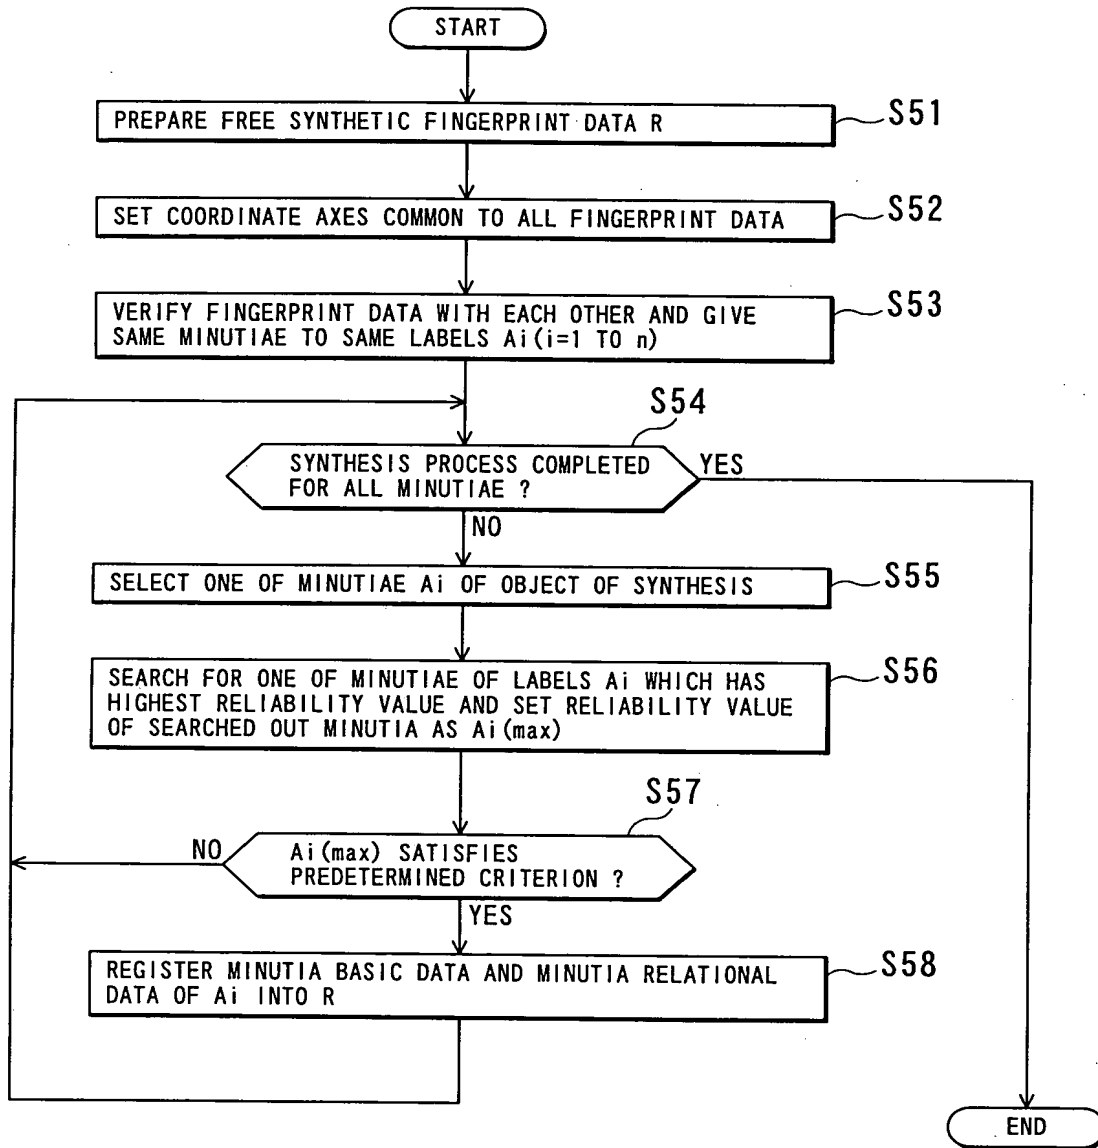 START
PREPARE FREE SYNTHETIC FINGERPRINT DATA R
S51
SET COORDINATE AXES COMMON TO ALL FINGERPRINT DATA
S52
VERIFY FINGERPRINT DATA WITH EACH OTHER AND GIVE
SAME MINUTIAE TO SAME LABELS Ai(i=1 TO n)
S53
S54
SYNTHESIS PROCESS COMPLETED
FOR ALL MINUTIAE ?
YES
NO
SELECT ONE OF MINUTIAE Ai OF OBJECT OF SYNTHESIS
S55
SEARCH FOR ONE OF MINUTIAE OF LABELS Ai WHICH HAS
HIGHEST RELIABILITY VALUE AND SET RELIABILITY VALUE
OF SEARCHED OUT MINUTIA AS Ai(max)
S56
S57
NO
Ai(max) SATISFIES
PREDETERMINED CRITERION ?
YES
REGISTER MINUTIA BASIC DATA AND MINUTIA RELATIONAL
DATA OF Ai INTO R
S58
END